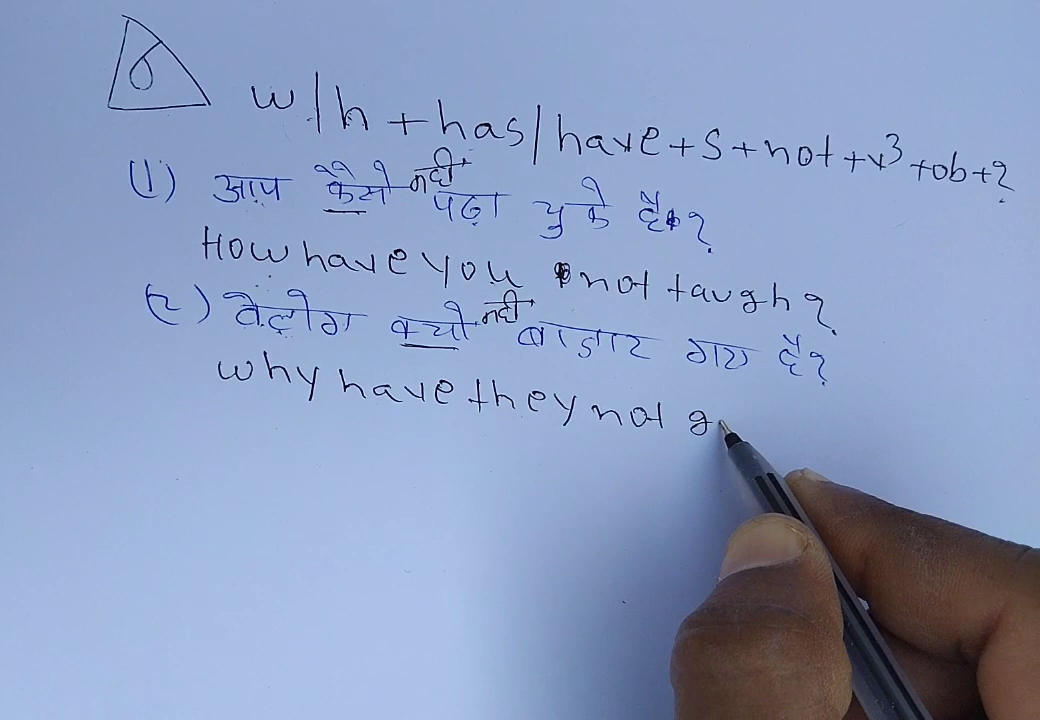 6
w/h + has/have + S + not + v³ + ob + ?
(1) आप कैसे नहीं पढ़ा चुके है?
How have you not taugh?
(2) वेलोग क्यो नहीं बाजार गए है?
why have they not g